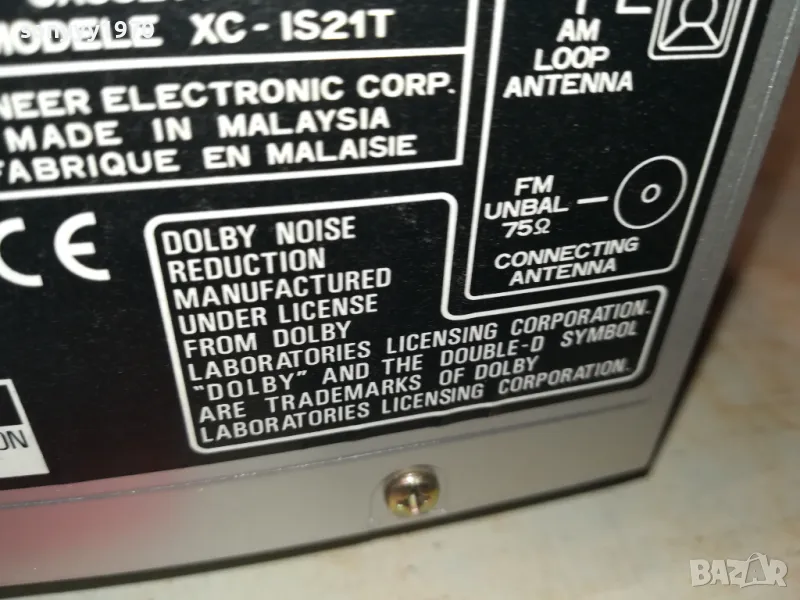 MODELE XC-IS21T
NEER ELECTRONIC CORP.
MADE IN MALAYSIA
FABRIQUE EN MALAISIE
AM
LOOP
ANTENNA
FM
UNBAL
75Ω
CONNECTING
ANTENNA
CE
DOLBY NOISE
REDUCTION
MANUFACTURED
UNDER LICENSE
FROM DOLBY
LABORATORIES LICENSING CORPORATION.
"DOLBY" AND THE DOUBLE-D SYMBOL
ARE TRADEMARKS OF DOLBY
LABORATORIES LICENSING CORPORATION.
ON
BAZAR